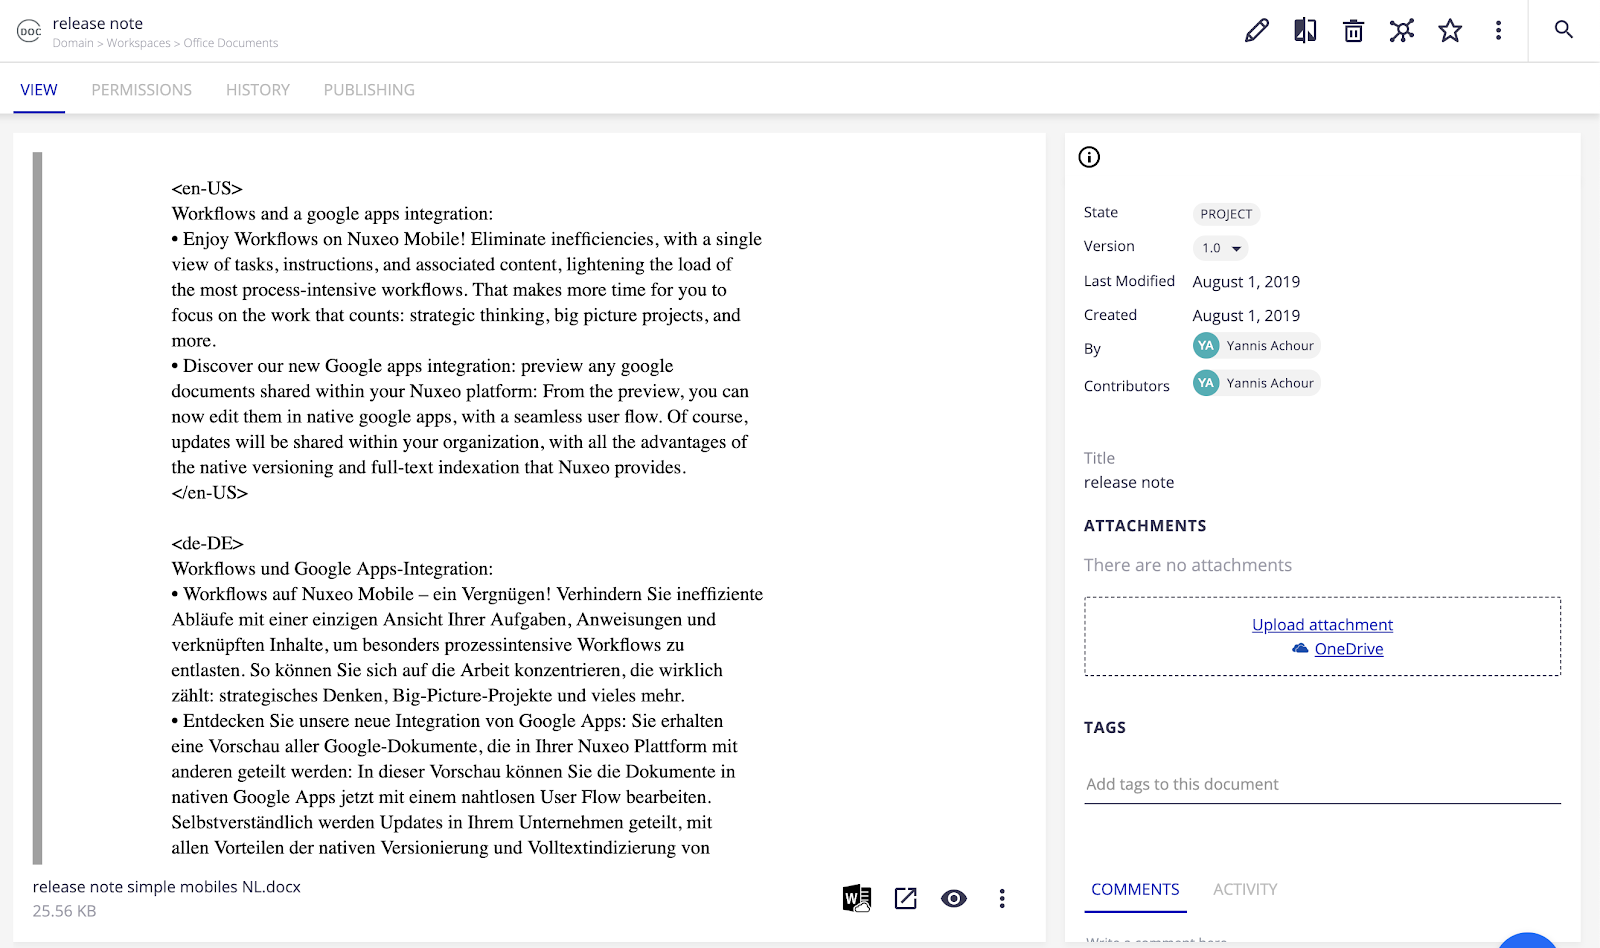 DOC
release note
Domain > Workspaces > Office Documents
VIEW
PERMISSIONS
HISTORY
PUBLISHING
<en-US>
Workflows and a google apps integration:
• Enjoy Workflows on Nuxeo Mobile! Eliminate inefficiencies, with a single
view of tasks, instructions, and associated content, lightening the load of
the most process-intensive workflows. That makes more time for you to
focus on the work that counts: strategic thinking, big picture projects, and
more.
• Discover our new Google apps integration: preview any google
documents shared within your Nuxeo platform: From the preview, you can
now edit them in native google apps, with a seamless user flow. Of course,
updates will be shared within your organization, with all the advantages of
the native versioning and full-text indexation that Nuxeo provides.
</en-US>
<de-DE>
Workflows und Google Apps-Integration:
• Workflows auf Nuxeo Mobile – ein Vergnügen! Verhindern Sie ineffiziente
Abläufe mit einer einzigen Ansicht Ihrer Aufgaben, Anweisungen und
verknüpften Inhalte, um besonders prozessintensive Workflows zu
entlasten. So können Sie sich auf die Arbeit konzentrieren, die wirklich
zählt: strategisches Denken, Big-Picture-Projekte und vieles mehr.
• Entdecken Sie unsere neue Integration von Google Apps: Sie erhalten
eine Vorschau aller Google-Dokumente, die in Ihrer Nuxeo Plattform mit
anderen geteilt werden: In dieser Vorschau können Sie die Dokumente in
nativen Google Apps jetzt mit einem nahtlosen User Flow bearbeiten.
Selbstverständlich werden Updates in Ihrem Unternehmen geteilt, mit
allen Vorteilen der nativen Versionierung und Volltextindizierung von
release note simple mobiles NL.docx
25.56 KB
W
State PROJECT
Version 1.0
Last Modified August 1, 2019
Created August 1, 2019
By YA Yannis Achour
Contributors YA Yannis Achour
Title
release note
ATTACHMENTS
There are no attachments
Upload attachment
OneDrive
TAGS
Add tags to this document
COMMENTS
ACTIVITY
Write a comment here